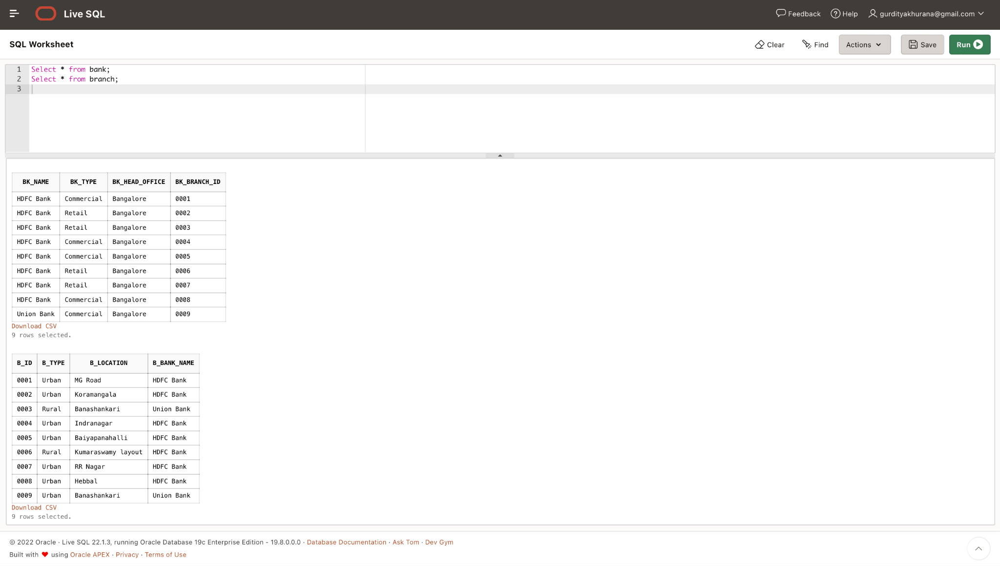 Live SQL
Feedback Help gurdityakhurana@gmail.com
SQL Worksheet
Clear Find Actions Save Run
1 Select * from bank;
2 Select * from branch;
3
BK_NAME BK_TYPE BK_HEAD_OFFICE BK_BRANCH_ID
HDFC Bank Commercial Bangalore 0001
HDFC Bank Retail Bangalore 0002
HDFC Bank Retail Bangalore 0003
HDFC Bank Commercial Bangalore 0004
HDFC Bank Commercial Bangalore 0005
HDFC Bank Retail Bangalore 0006
HDFC Bank Retail Bangalore 0007
HDFC Bank Commercial Bangalore 0008
Union Bank Commercial Bangalore 0009
Download CSV
9 rows selected.
B_ID B_TYPE B_LOCATION B_BANK_NAME
0001 Urban MG Road HDFC Bank
0002 Urban Koramangala HDFC Bank
0003 Rural Banashankari Union Bank
0004 Urban Indranagar HDFC Bank
0005 Urban Baiyapanahalli HDFC Bank
0006 Rural Kumaraswamy layout HDFC Bank
0007 Urban RR Nagar HDFC Bank
0008 Urban Hebbal HDFC Bank
0009 Urban Banashankari Union Bank
Download CSV
9 rows selected.
© 2022 Oracle · Live SQL 22.1.3, running Oracle Database 19c Enterprise Edition - 19.8.0.0.0 · Database Documentation · Ask Tom · Dev Gym
Built with ❤ using Oracle APEX · Privacy · Terms of Use